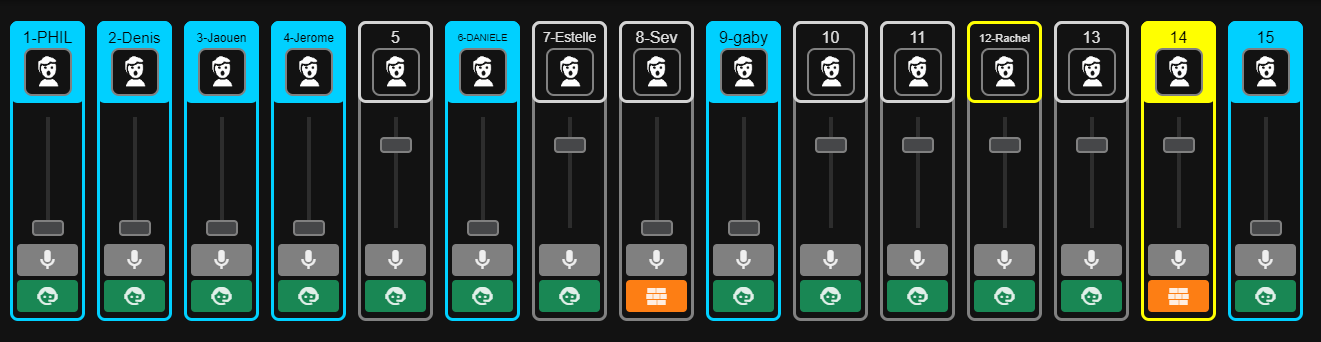 1-PHIL
2-Denis
3-Jaouen
4-Jerome
5
6-DANIELE
7-Estelle
8-Sev
9-gaby
10
11
12-Rachel
13
14
15